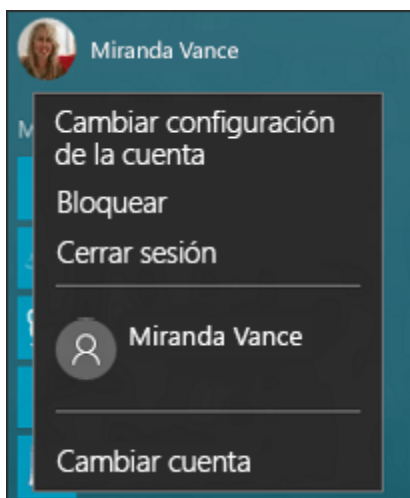 Miranda Vance
M
Cambiar configuración
de la cuenta
Bloquear
Cerrar sesión
Miranda Vance
Cambiar cuenta